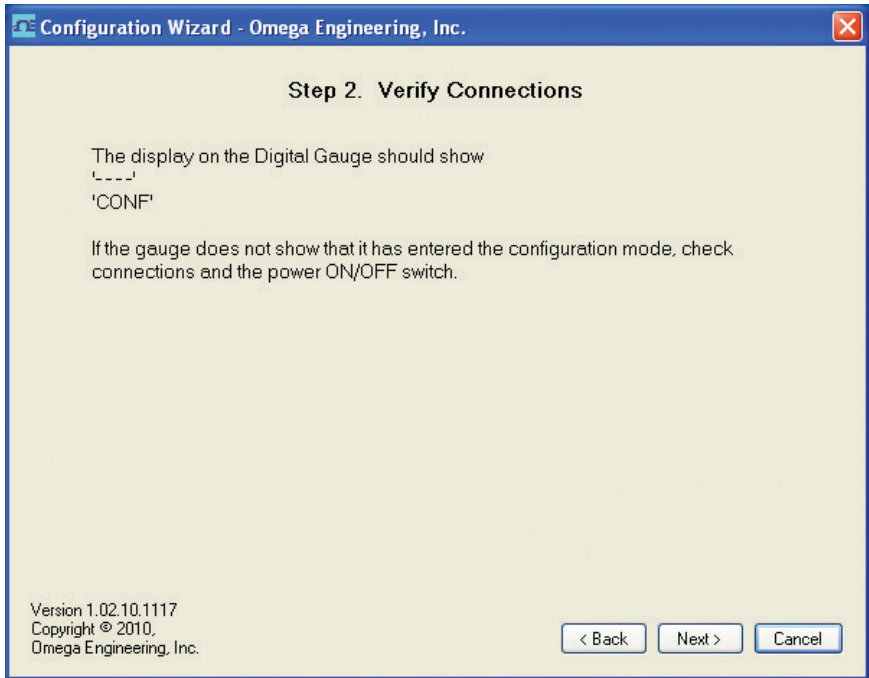 Configuration Wizard - Omega Engineering, Inc.
Step 2. Verify Connections
The display on the Digital Gauge should show
'----'
'CONF'
If the gauge does not show that it has entered the configuration mode, check
connections and the power ON/OFF switch.
Version 1.02.10.1117
Copyright © 2010,
Omega Engineering, Inc.
< Back Next > Cancel